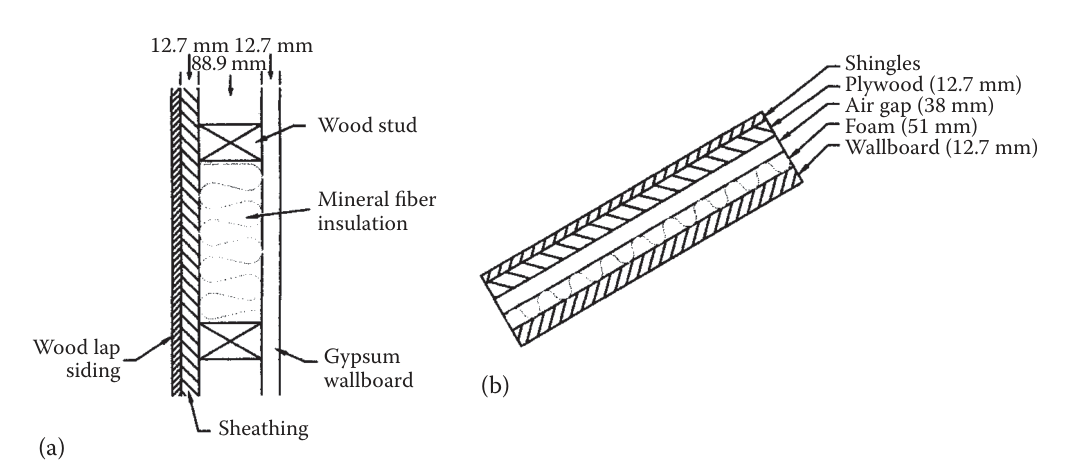 12.7 mm 12.7 mm
88.9 mm
Wood stud
Mineral fiber
insulation
Wood lap
siding
Gypsum
wallboard
Sheathing
(a)
Shingles
Plywood (12.7 mm)
Air gap (38 mm)
Foam (51 mm)
Wallboard (12.7 mm)
(b)